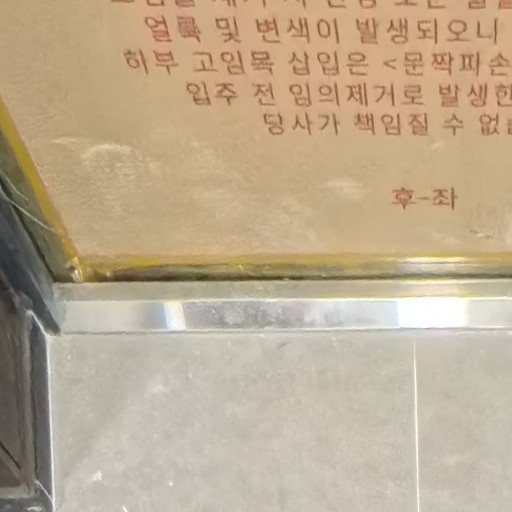 얼룩 및 변색이 발생되오니
하부 고임목 삽입은 <문짝파손
입주 전 임의제거로 발생한
당사가 책임질 수 없
후-좌